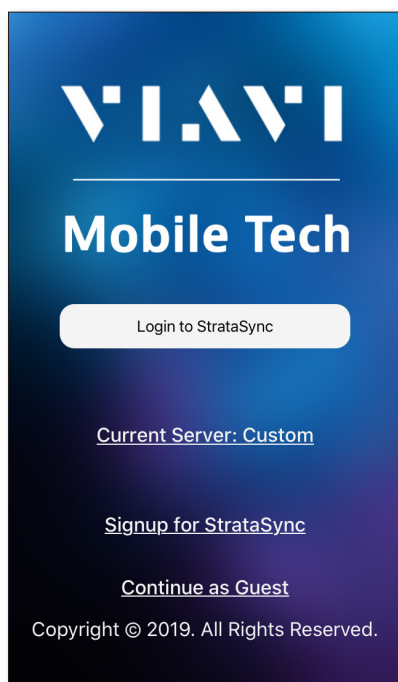 VIAVI
Mobile Tech
Login to StrataSync
Current Server: Custom
Signup for StrataSync
Continue as Guest
Copyright © 2019. All Rights Reserved.